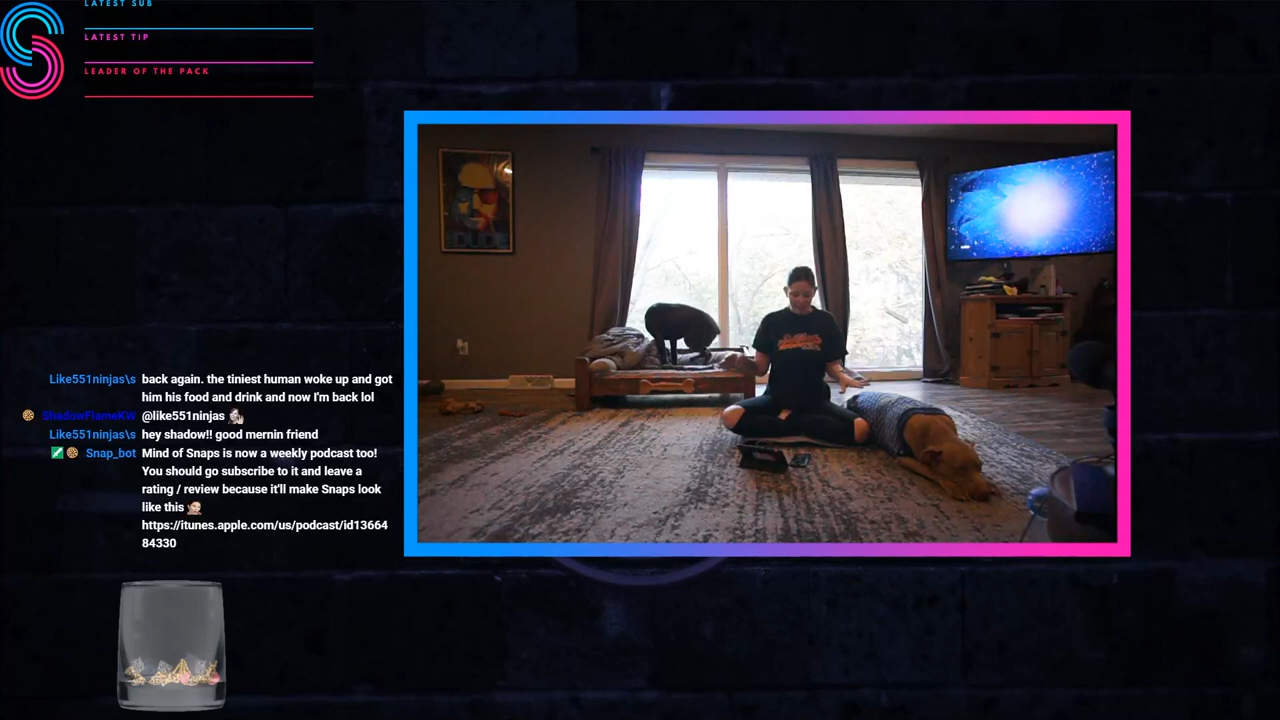 LATEST SUB
LATEST TIP
LEADER OF THE PACK
DUDE
Like551ninjas\s back again. the tiniest human woke up and got
him his food and drink and now I'm back lol
ShadowFlameKW @like551ninjas
Like551ninjas\s hey shadow!! good mernin friend
Snap_bot Mind of Snaps is now a weekly podcast too!
You should go subscribe to it and leave a
rating / review because it'll make Snaps look
like this
https://itunes.apple.com/us/podcast/id13664
84330